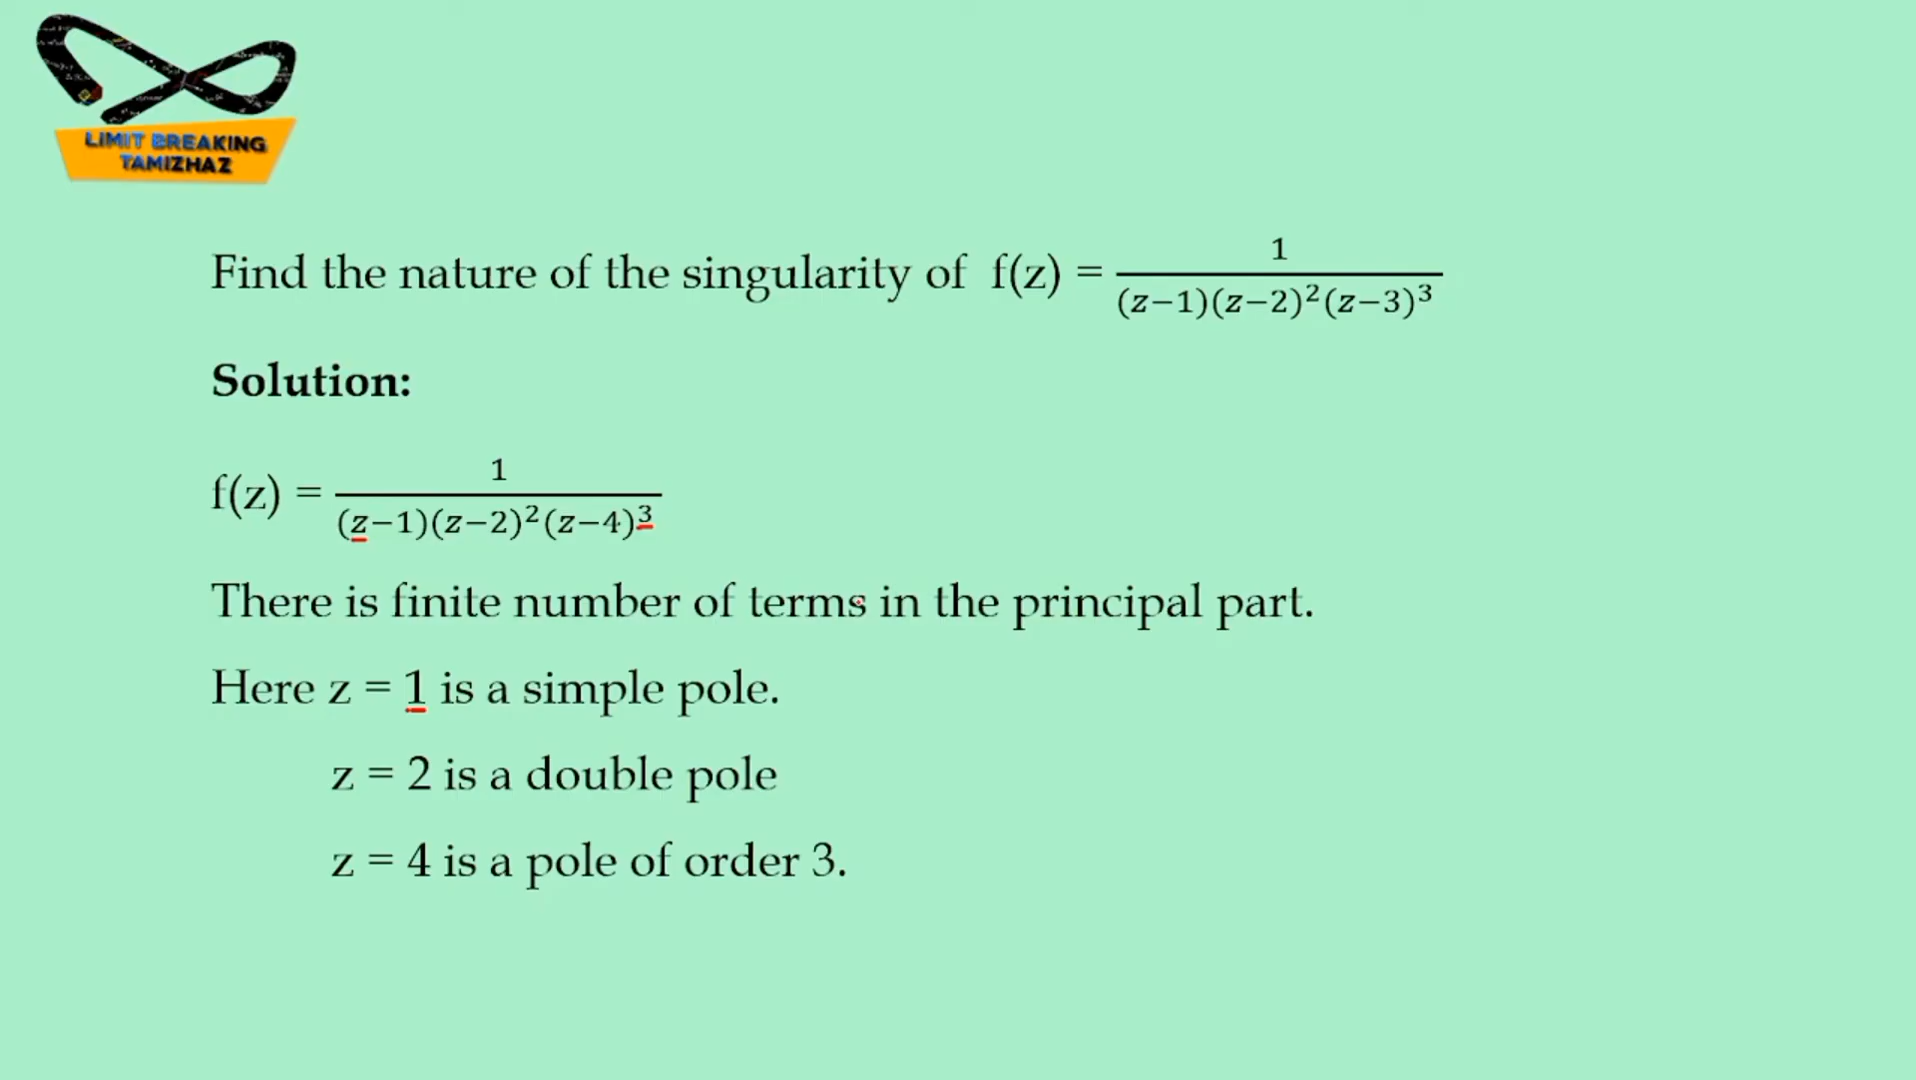 LIMIT BREAKING
TAMIZHAZ
Find the nature of the singularity of f(z) = 1/((z−1)(z−2)²(z−3)³)
Solution:
f(z) = 1/((z−1)(z−2)²(z−4)³)
There is finite number of terms in the principal part.
Here z = 1 is a simple pole.
z = 2 is a double pole
z = 4 is a pole of order 3.